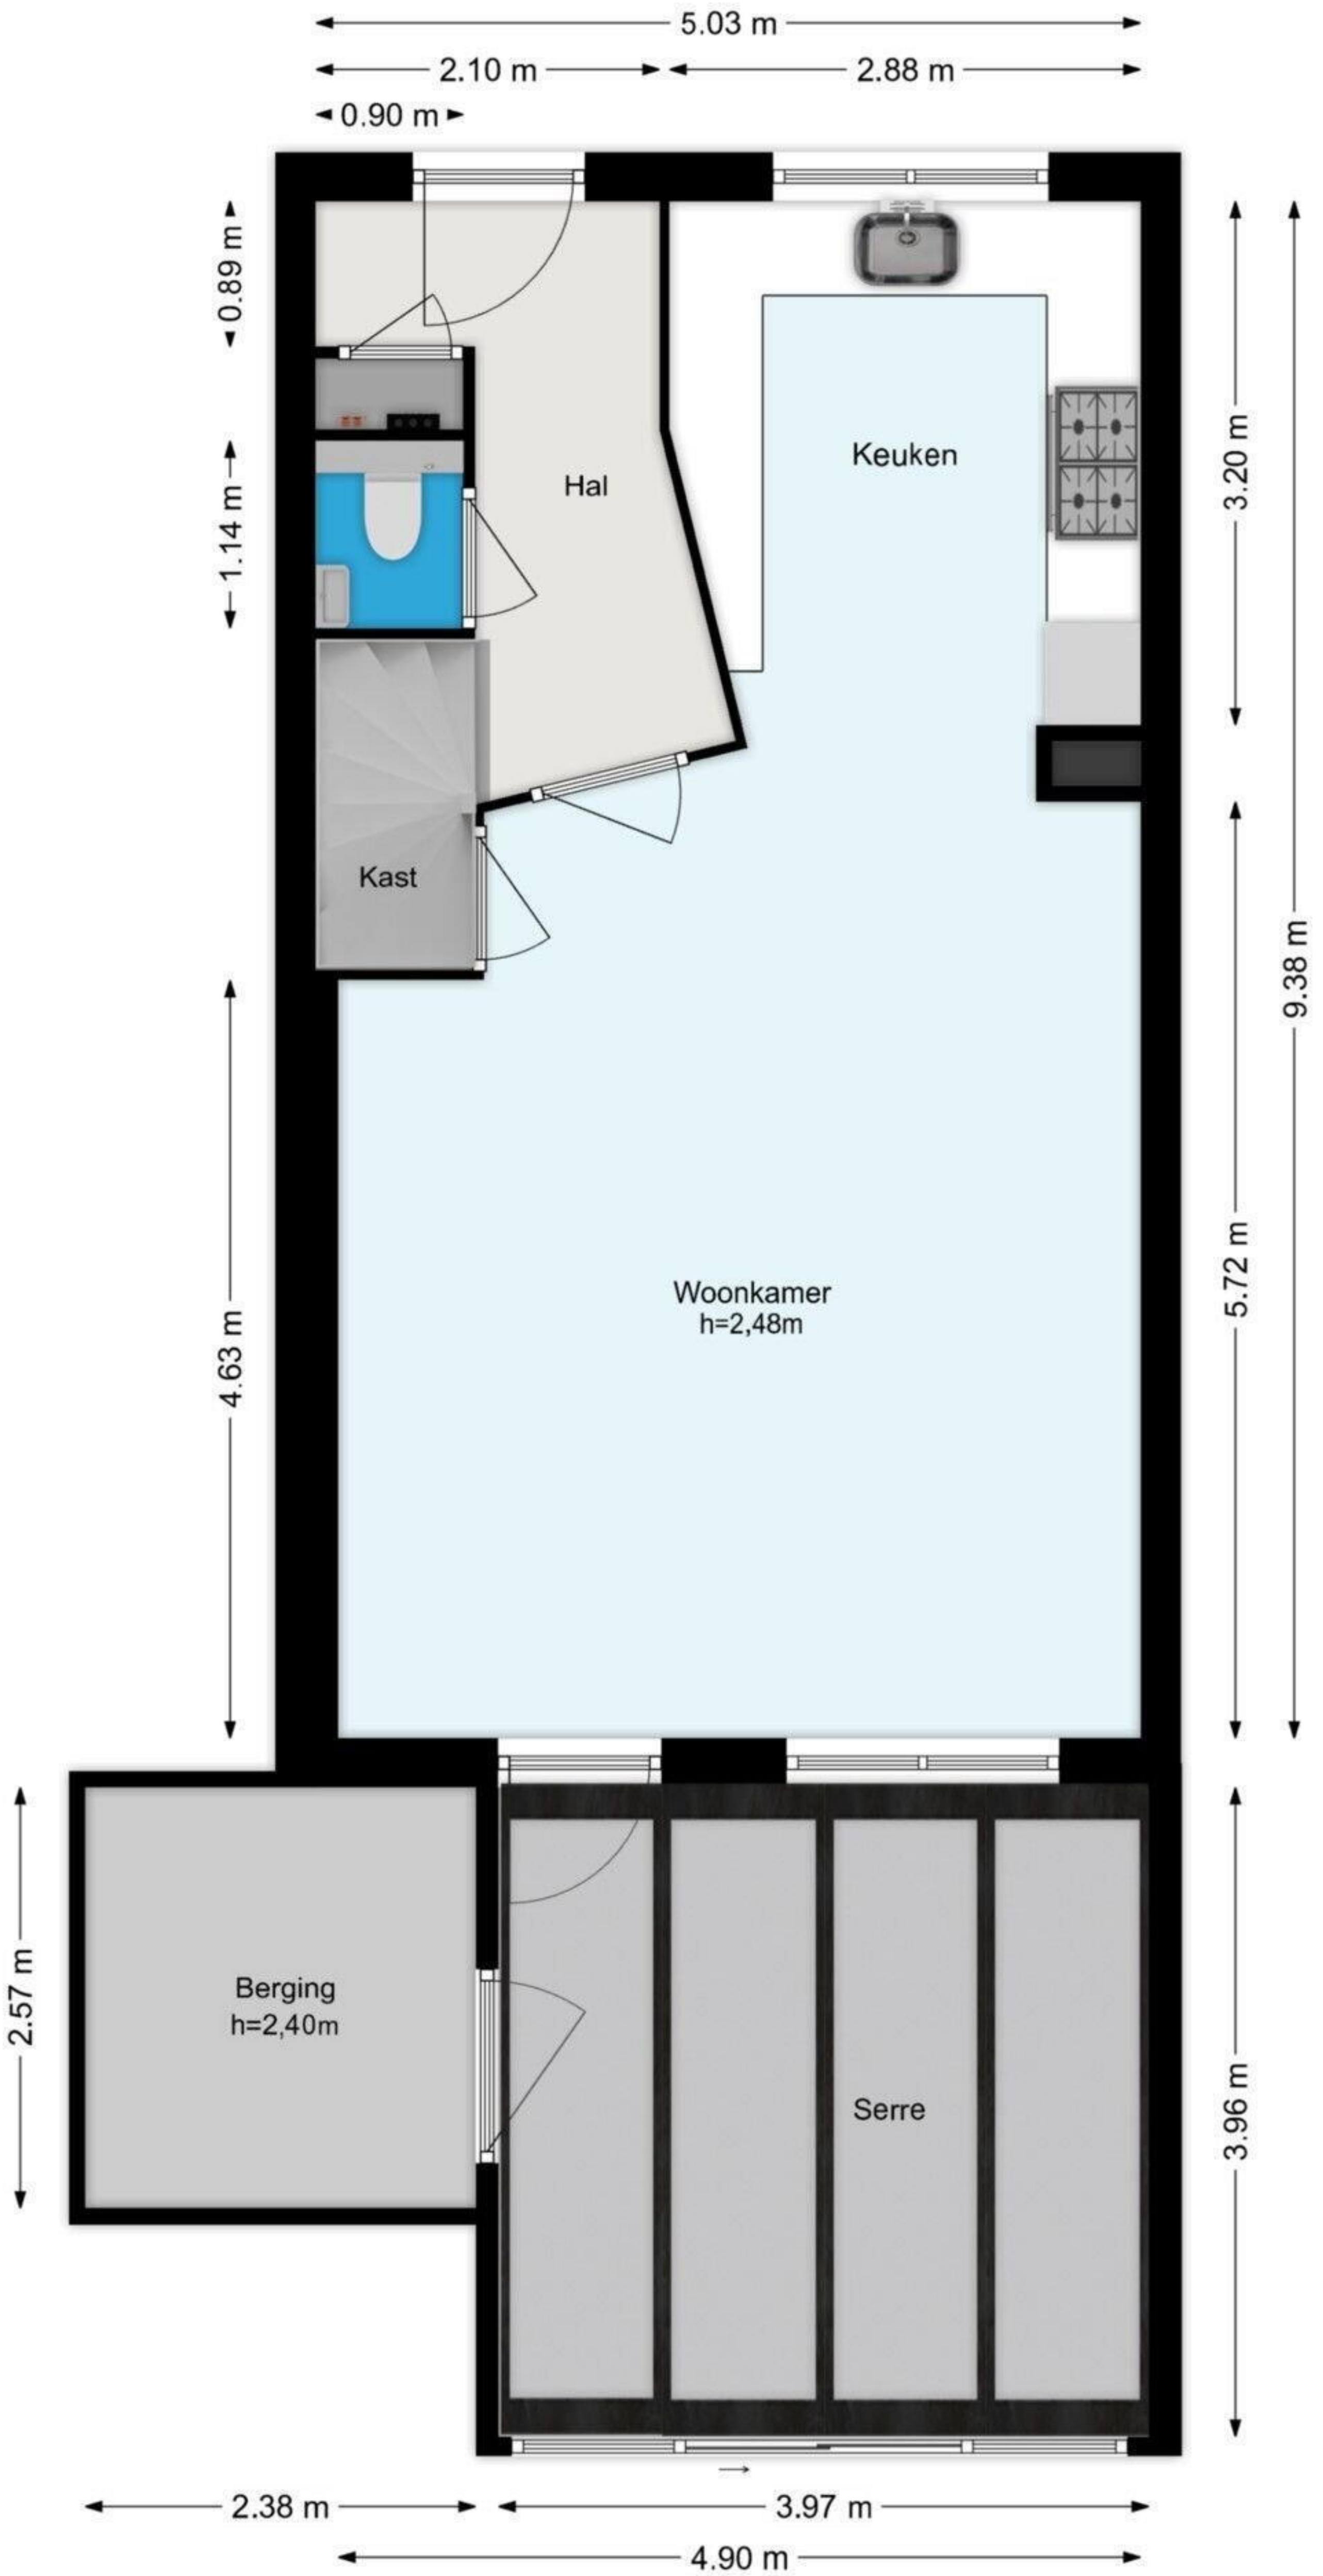 5.03 m
2.10 m
2.88 m
0.90 m
0.89 m
1.14 m
3.20 m
Keuken
Hal
Kast
9.38 m
5.72 m
4.63 m
Woonkamer
h=2,48m
2.57 m
Berging
h=2,40m
Serre
3.96 m
2.38 m
3.97 m
4.90 m